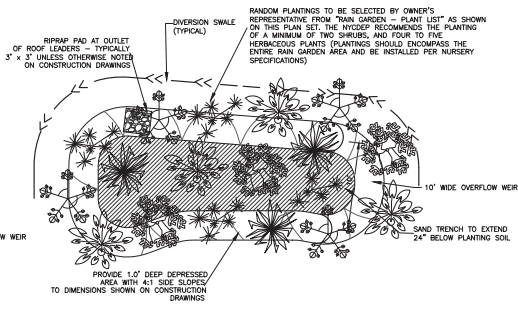 RANDOM PLANTINGS TO BE SELECTED BY OWNER'S
REPRESENTATIVE FROM "RAIN GARDEN – PLANT LIST" AS SHOWN
ON THIS PLAN SET. THE NYCDEP RECOMMENDS THE PLANTING
OF A MINIMUM OF TWO SHRUBS, AND FOUR TO FIVE
HERBACEOUS PLANTS (PLANTINGS SHOULD ENCOMPASS THE
ENTIRE RAIN GARDEN AREA AND BE INSTALLED PER NURSERY
SPECIFICATIONS)
DIVERSION SWALE
(TYPICAL)
RIPRAP PAD AT OUTLET
OF ROOF LEADERS – TYPICALLY
3' x 3' UNLESS OTHERWISE NOTED
ON CONSTRUCTION DRAWINGS
10' WIDE OVERFLOW WEIR
SAND TRENCH TO EXTEND
24" BELOW PLANTING SOIL
W WEIR
PROVIDE 1.0' DEEP DEPRESSED
AREA WITH 4:1 SIDE SLOPES
TO DIMENSIONS SHOWN ON CONSTRUCTION
DRAWINGS